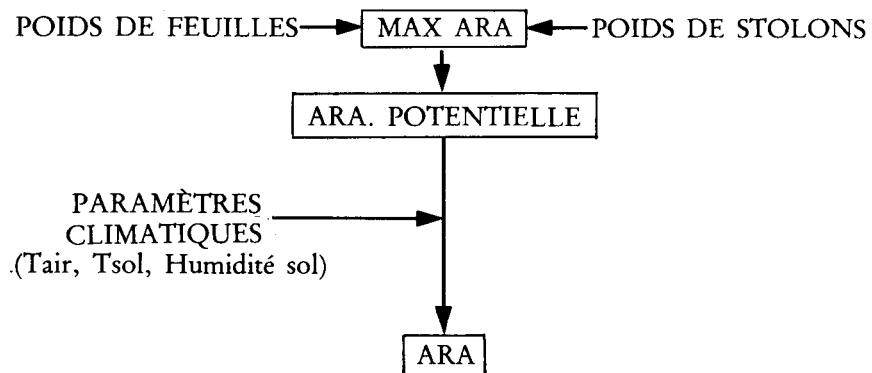 POIDS DE FEUILLES MAX ARA POIDS DE STOLONS
ARA. POTENTIELLE
PARAMÈTRES
CLIMATIQUES
.(Tair, Tsol, Humidité sol)
ARA